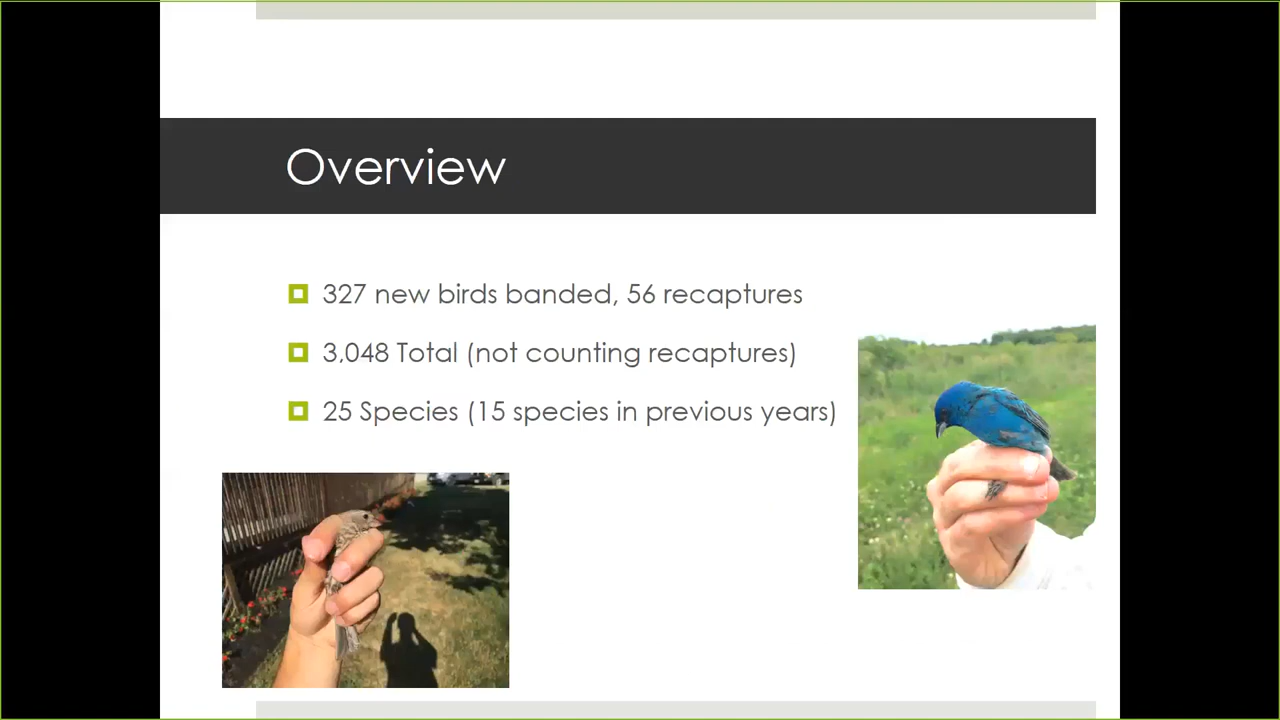 Overview
327 new birds banded, 56 recaptures
3,048 Total (not counting recaptures)
25 Species (15 species in previous years)